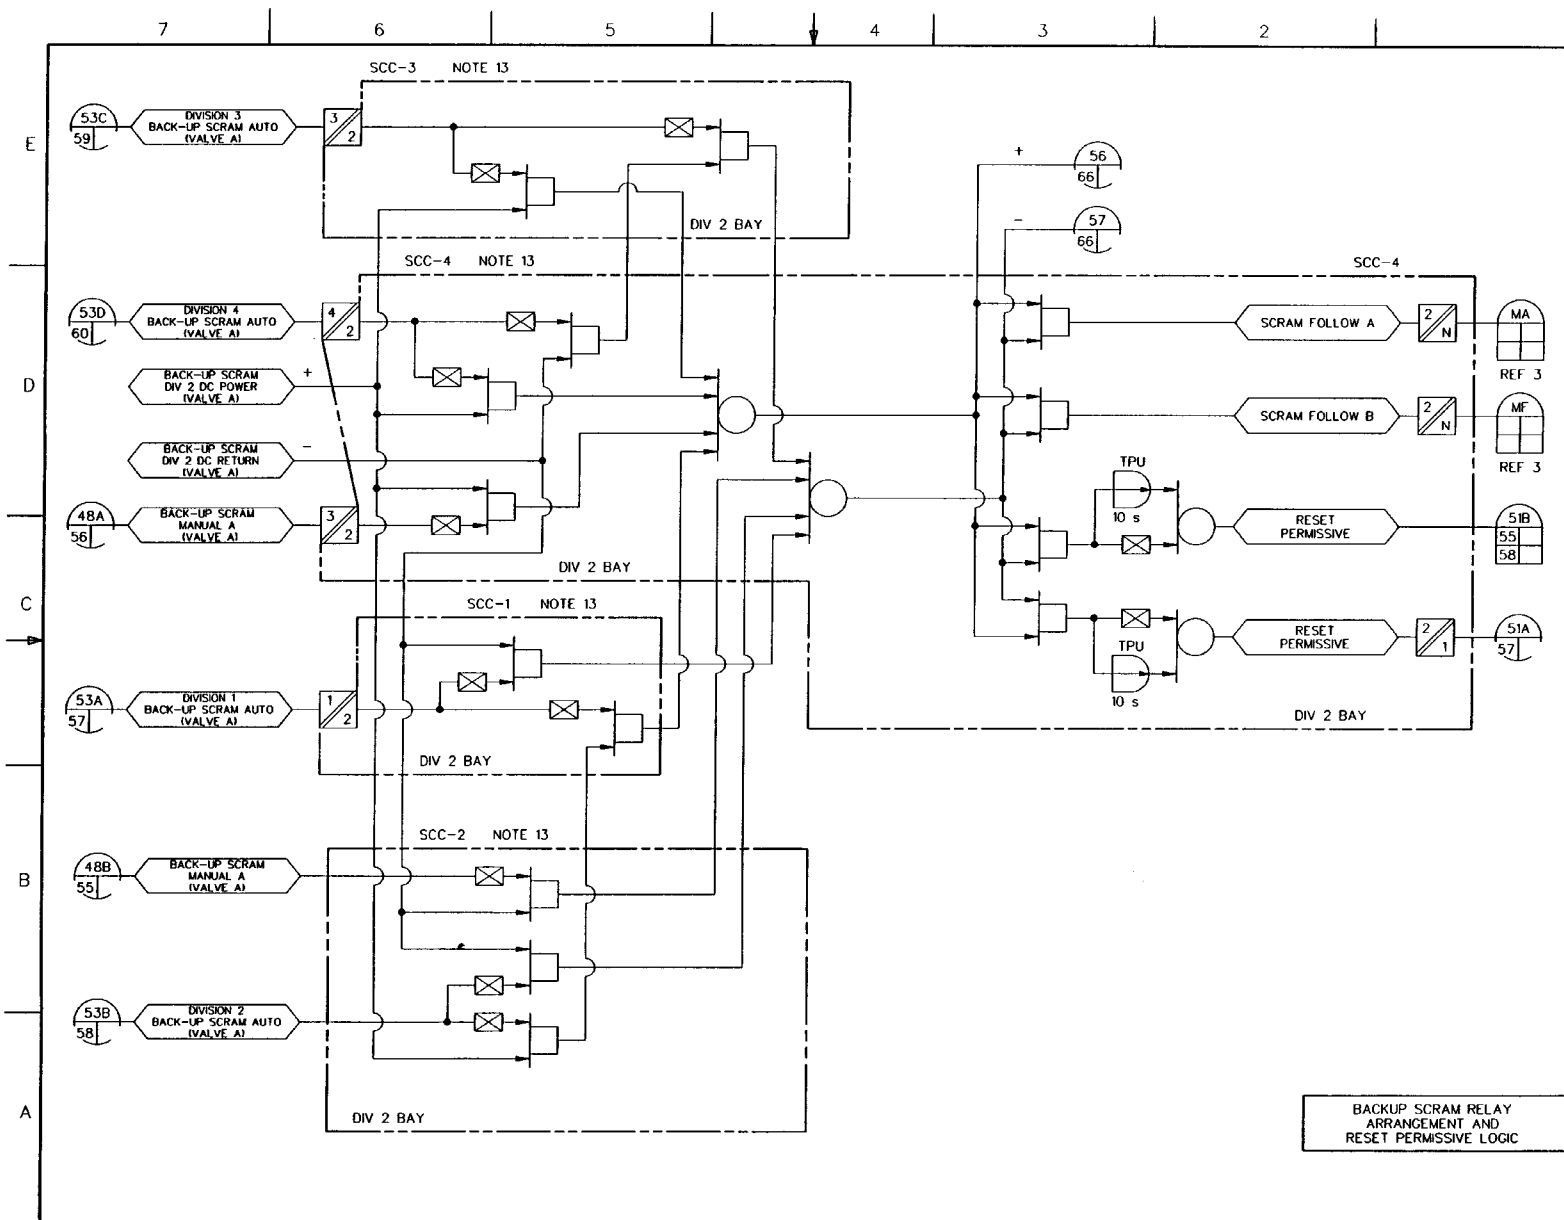 7 6 5 4 3 2
E
D
C
B
A
SCC-3 NOTE 13
53C
59
DIVISION 3
BACK-UP SCRAM AUTO
(VALVE A)
3
2
DIV 2 BAY
+
56
66
-
57
66
SCC-4 NOTE 13
SCC-4
53D
60
DIVISION 4
BACK-UP SCRAM AUTO
(VALVE A)
4
2
BACK-UP SCRAM
DIV 2 DC POWER
(VALVE A)
+
BACK-UP SCRAM
DIV 2 DC RETURN
(VALVE A)
-
48A
56
BACK-UP SCRAM
MANUAL A
(VALVE A)
3
2
DIV 2 BAY
SCRAM FOLLOW A
2
N
MA
REF 3
SCRAM FOLLOW B
2
N
MF
REF 3
TPU
10 s
RESET
PERMISSIVE
51B
55
58
TPU
10 s
RESET
PERMISSIVE
2
1
51A
57
DIV 2 BAY
SCC-1 NOTE 13
53A
57
DIVISION 1
BACK-UP SCRAM AUTO
(VALVE A)
1
2
DIV 2 BAY
SCC-2 NOTE 13
48B
55
BACK-UP SCRAM
MANUAL A
(VALVE A)
53B
58
DIVISION 2
BACK-UP SCRAM AUTO
(VALVE A)
DIV 2 BAY
BACKUP SCRAM RELAY
ARRANGEMENT AND
RESET PERMISSIVE LOGIC